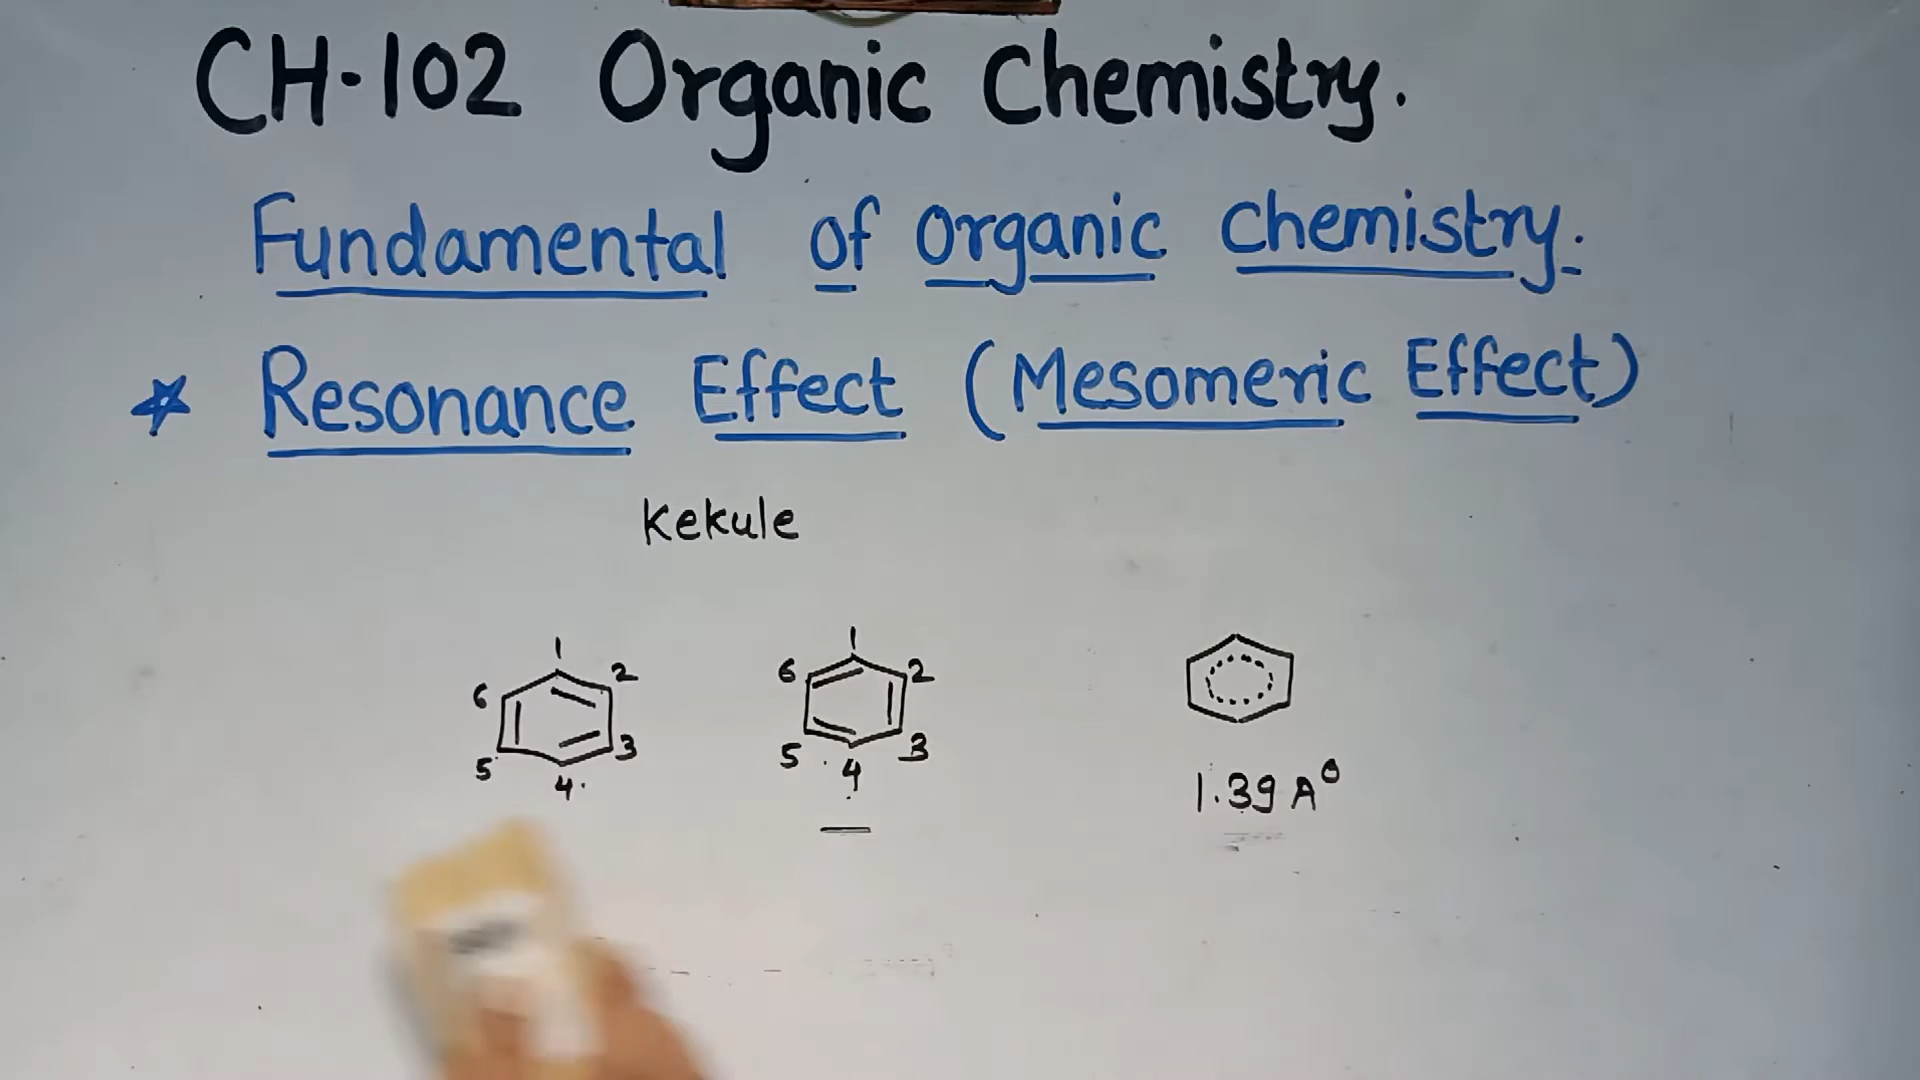 CH-102 Organic Chemistry.
Fundamental of organic chemistry.
* Resonance Effect (Mesomeric Effect)
Kekule
1 2 3 4 5 6
1 2 3 4 5 6
1.39 A°